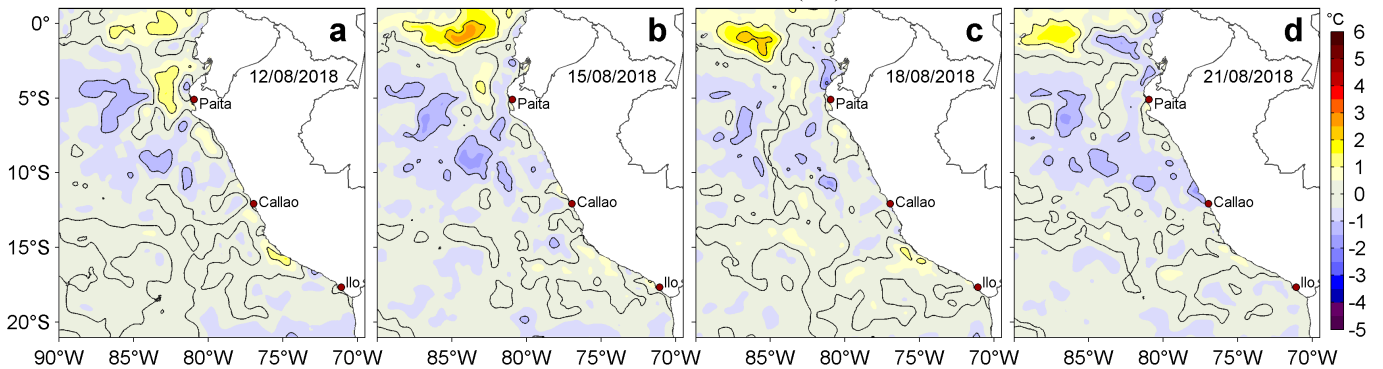 a
b
c
d
12/08/2018
15/08/2018
18/08/2018
21/08/2018
Paita
Callao
Ilo
Paita
Callao
Ilo
Paita
Callao
Ilo
Paita
Callao
Ilo
0°
5°S
10°S
15°S
20°S
90°W 85°W 80°W 75°W 70°W
85°W 80°W 75°W 70°W
85°W 80°W 75°W 70°W
85°W 80°W 75°W 70°W
°C
6
5
4
3
2
1
0
-1
-2
-3
-4
-5